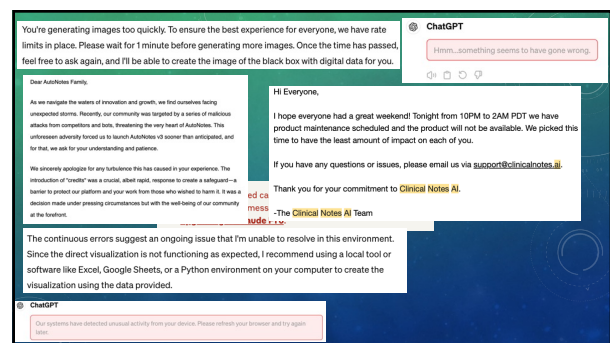 You're generating images too quickly. To ensure the best experience for everyone, we have rate
limits in place. Please wait for 1 minute before generating more images. Once the time has passed,
feel free to ask again, and I'll be able to create the image of the black box with digital data for you.
ChatGPT
Hmm...something seems to have gone wrong.
Dear AutoNotes Family,
As we navigate the waters of innovation and growth, we find ourselves facing
unexpected storms. Recently, our community was targeted by a series of malicious
attacks from competitors and bots, threatening the very heart of AutoNotes. This
unforeseen adversity forced us to launch AutoNotes v3 sooner than anticipated, and
for that, we ask for your understanding and patience.
We sincerely apologize for any turbulence this has caused in your experience. The
introduction of "credits" was a crucial, albeit rapid, response to create a safeguard—a
barrier to protect our platform and your work from those who wished to harm it. It was a
decision made under pressing circumstances but with the well-being of our community
at the forefront.
Hi Everyone,
I hope everyone had a great weekend! Tonight from 10PM to 2AM PDT we have
product maintenance scheduled and the product will not be available. We picked this
time to have the least amount of impact on each of you.
If you have any questions or issues, please email us via support@clinicalnotes.ai.
Thank you for your commitment to Clinical Notes AI.
-The Clinical Notes AI Team
The continuous errors suggest an ongoing issue that I'm unable to resolve in this environment.
Since the direct visualization is not functioning as expected, I recommend using a local tool or
software like Excel, Google Sheets, or a Python environment on your computer to create the
visualization using the data provided.
ChatGPT
Our systems have detected unusual activity from your device. Please refresh your browser and try again
later.